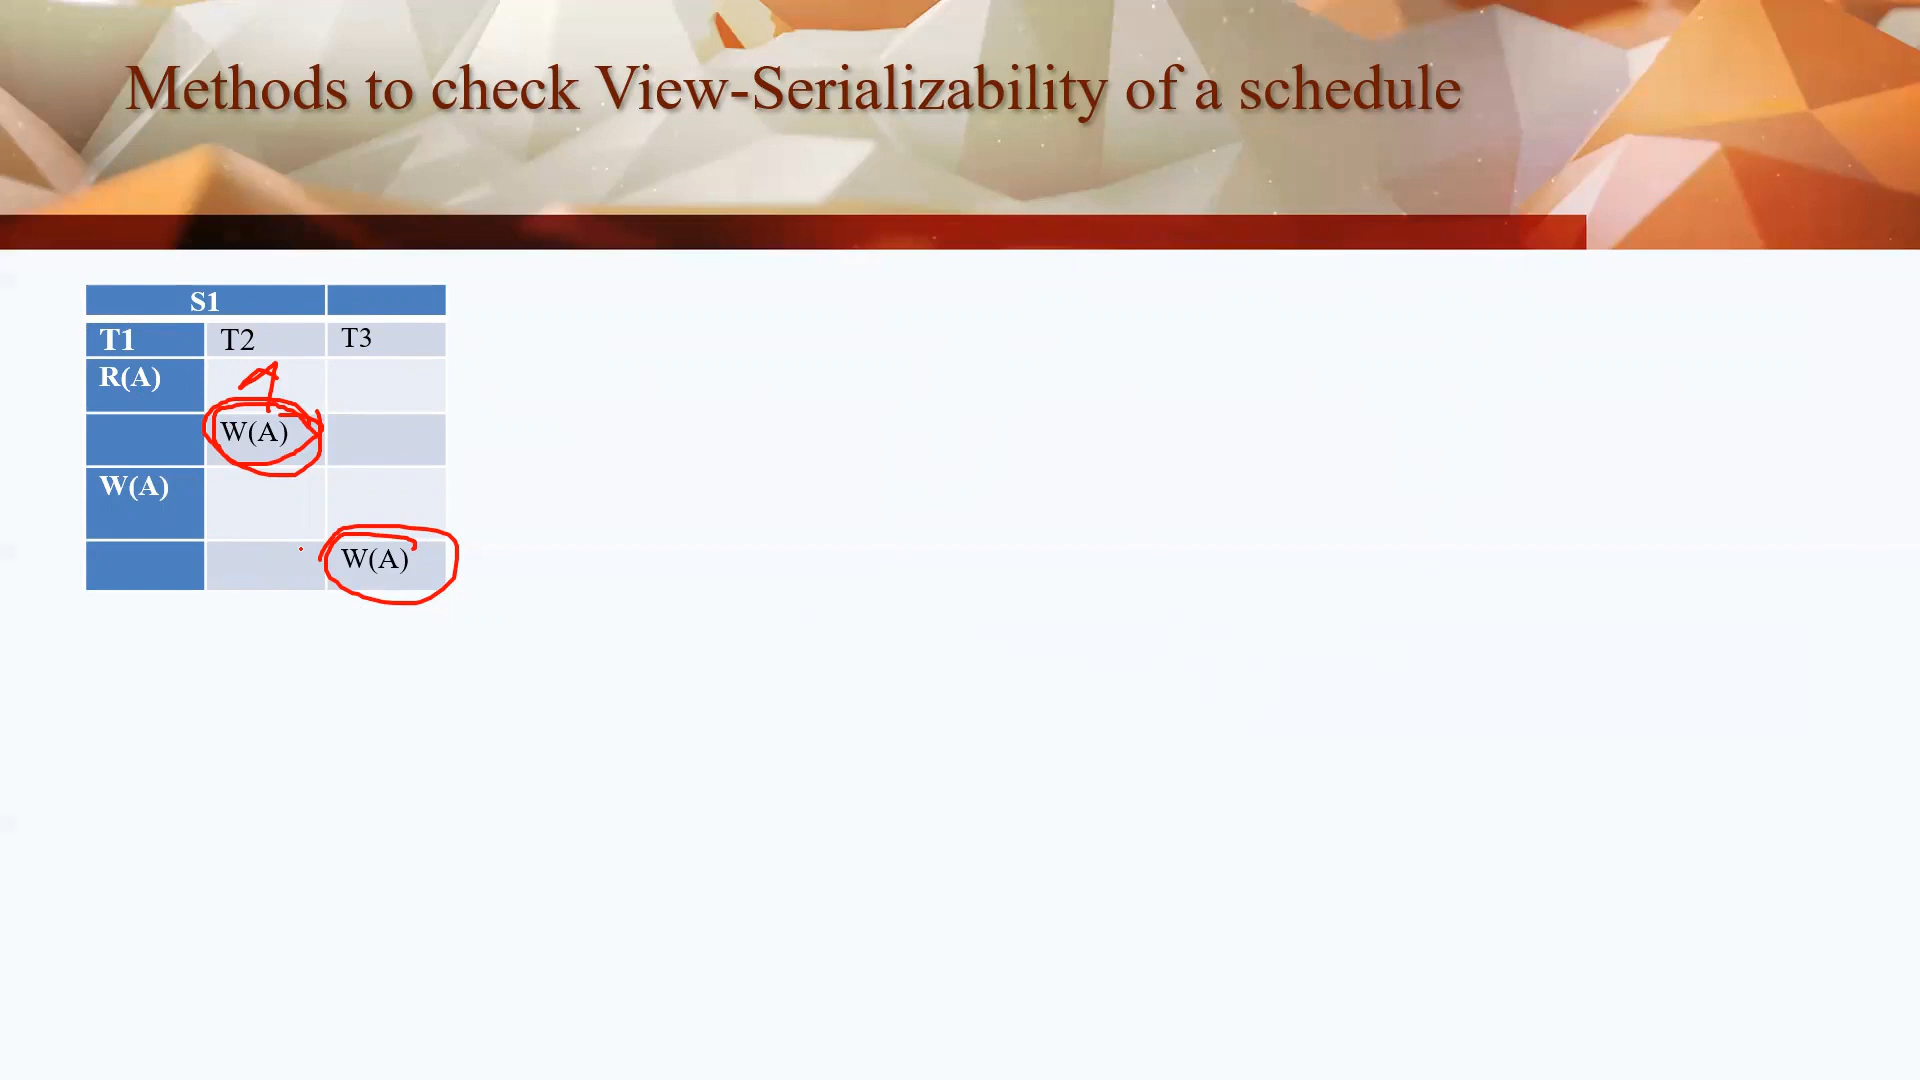 Methods to check View-Serializability of a schedule
S1
T1 T2 T3
R(A)
W(A)
W(A)
W(A)